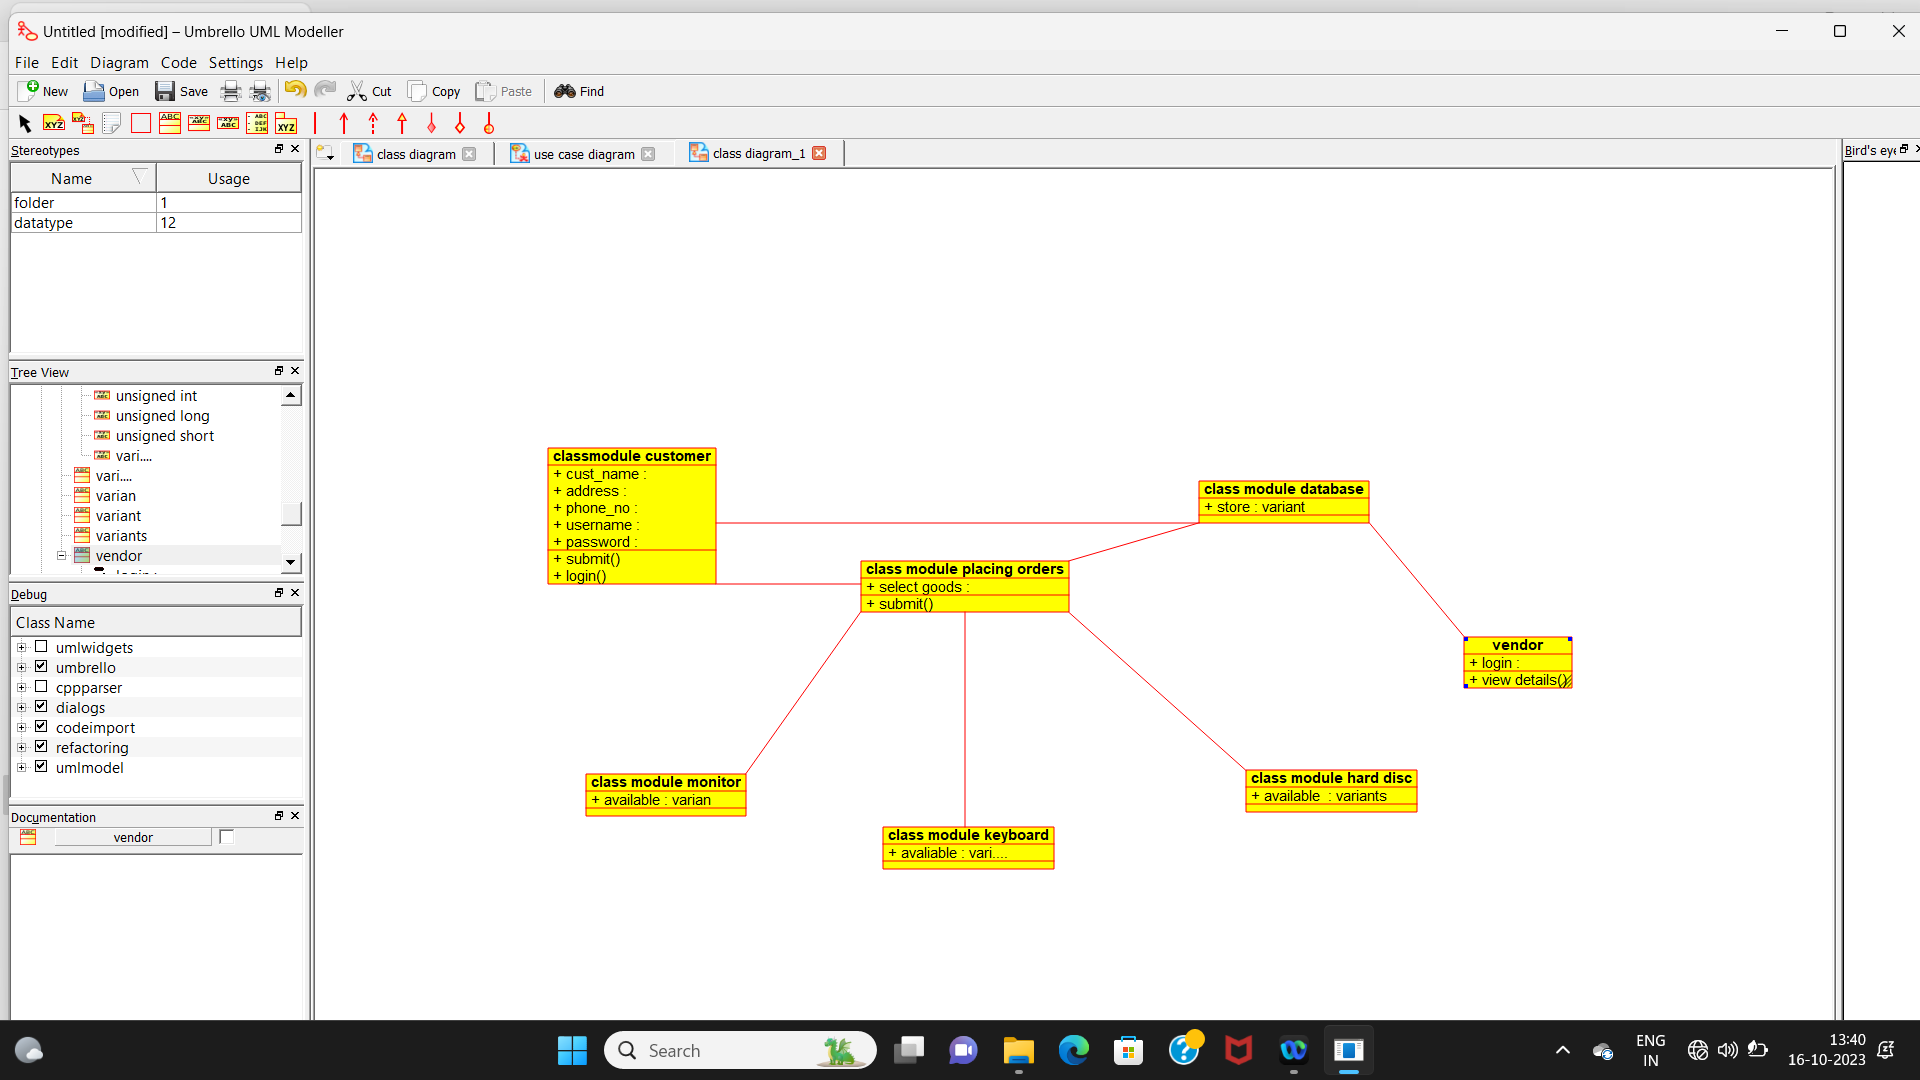 Untitled [modified] – Umbrello UML Modeller
File Edit Diagram Code Settings Help
New Open Save Cut Copy Paste Find
Stereotypes
Name Usage
folder 1
datatype 12
Tree View
unsigned int
unsigned long
unsigned short
vari....
vari....
varian
variant
variants
vendor
Debug
Class Name
umlwidgets
umbrello
cppparser
dialogs
codeimport
refactoring
umlmodel
Documentation
vendor
class diagram use case diagram class diagram_1
Bird's eye
classmodule customer
+ cust_name :
+ address :
+ phone_no :
+ username :
+ password :
+ submit()
+ login()
class module database
+ store : variant
class module placing orders
+ select goods :
+ submit()
vendor
+ login :
+ view details()
class module monitor
+ available : varian
class module keyboard
+ avaliable : vari....
class module hard disc
+ available : variants
Search
ENG
IN
13:40
16-10-2023